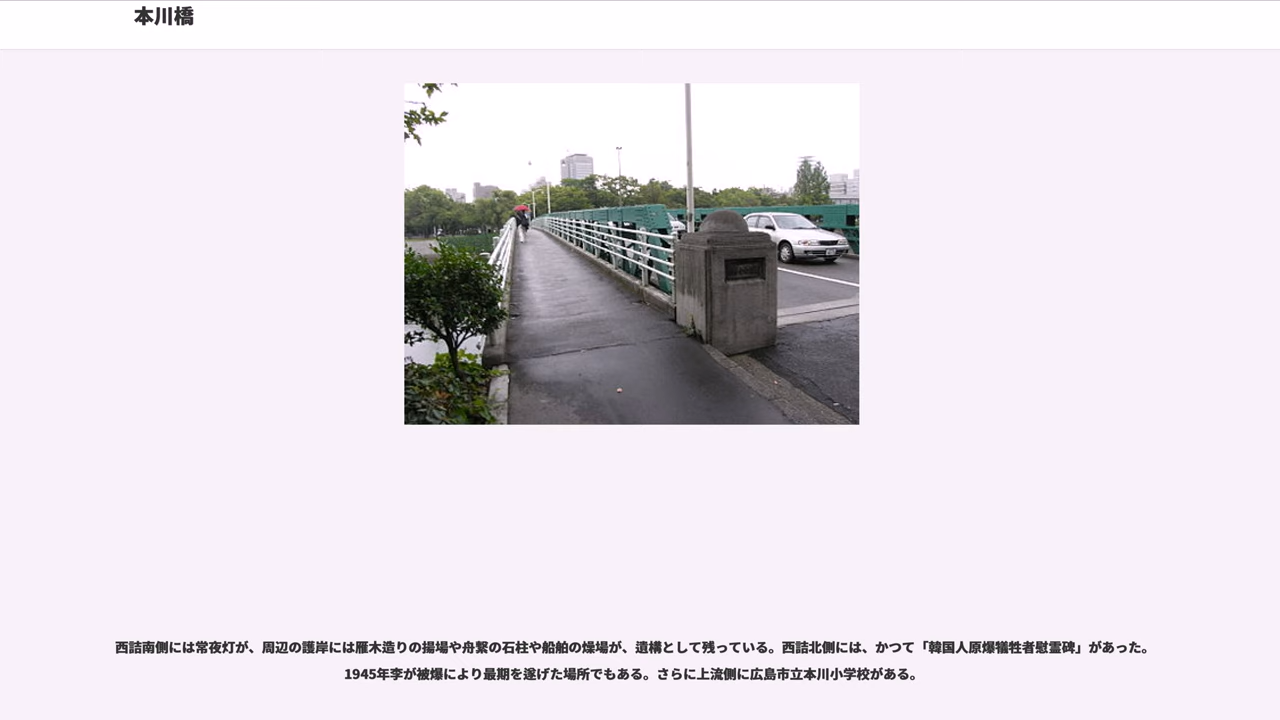 本川橋
西詰南側には常夜灯が、周辺の護岸には雁木造りの揚場や舟繋の石柱や船舶の燥場が、遺構として残っている。西詰北側には、かつて「韓国人原爆犠牲者慰霊碑」があった。
1945年李が被爆により最期を遂げた場所でもある。さらに上流側に広島市立本川小学校がある。